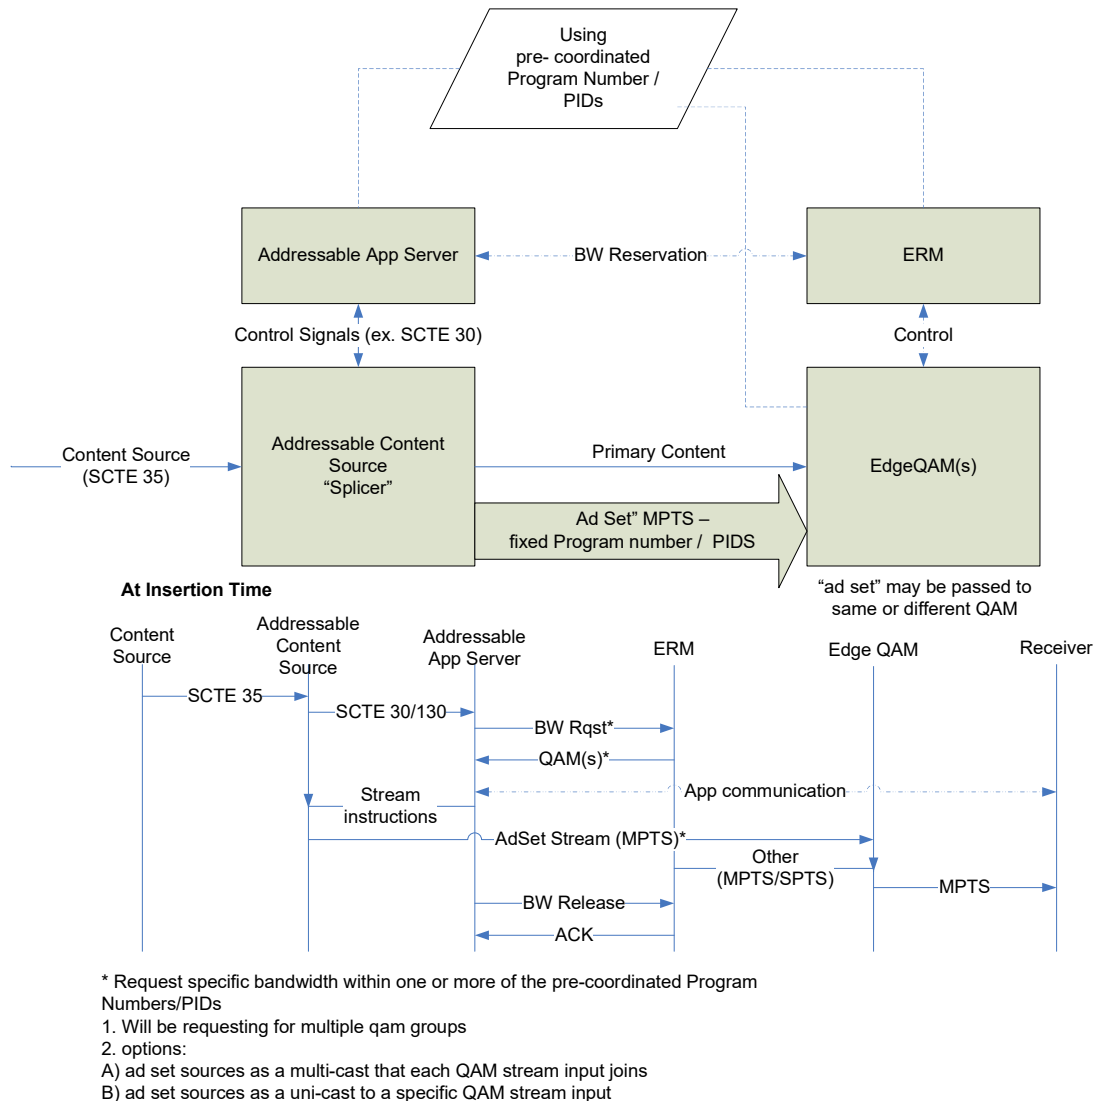 Using
pre- coordinated
Program Number /
PIDs
Addressable App Server
BW Reservation
ERM
Control Signals (ex. SCTE 30)
Control
Content Source
(SCTE 35)
Addressable Content
Source
“Splicer”
Primary Content
EdgeQAM(s)
Ad Set” MPTS –
fixed Program number /  PIDS
At Insertion Time
“ad set” may be passed to
same or different QAM
Content
Source
Addressable
Content
Source
Addressable
App Server
ERM
Edge QAM
Receiver
SCTE 35
SCTE 30/130
BW Rqst*
QAM(s)*
App communication
Stream
instructions
AdSet Stream (MPTS)*
Other
(MPTS/SPTS)
MPTS
BW Release
ACK
* Request specific bandwidth within one or more of the pre-coordinated Program
Numbers/PIDs
1. Will be requesting for multiple qam groups
2. options:
A) ad set sources as a multi-cast that each QAM stream input joins
B) ad set sources as a uni-cast to a specific QAM stream input